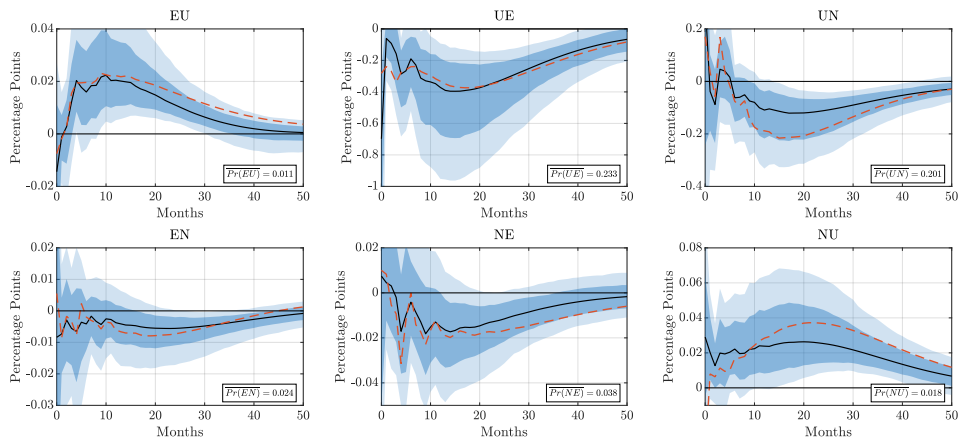 EU
Percentage Points
0.04
0.02
0
-0.02
0 10 20 30 40 50
Months
Pr(EU) = 0.011
UE
Percentage Points
0
-0.2
-0.4
-0.6
-0.8
-1
0 10 20 30 40 50
Months
Pr(UE) = 0.233
UN
Percentage Points
0.2
0
-0.2
-0.4
0 10 20 30 40 50
Months
Pr(UN) = 0.201
EN
Percentage Points
0.02
0.01
0
-0.01
-0.02
-0.03
0 10 20 30 40 50
Months
Pr(EN) = 0.024
NE
Percentage Points
0.02
0
-0.02
-0.04
0 10 20 30 40 50
Months
Pr(NE) = 0.038
NU
Percentage Points
0.08
0.06
0.04
0.02
0
0 10 20 30 40 50
Months
Pr(NU) = 0.018